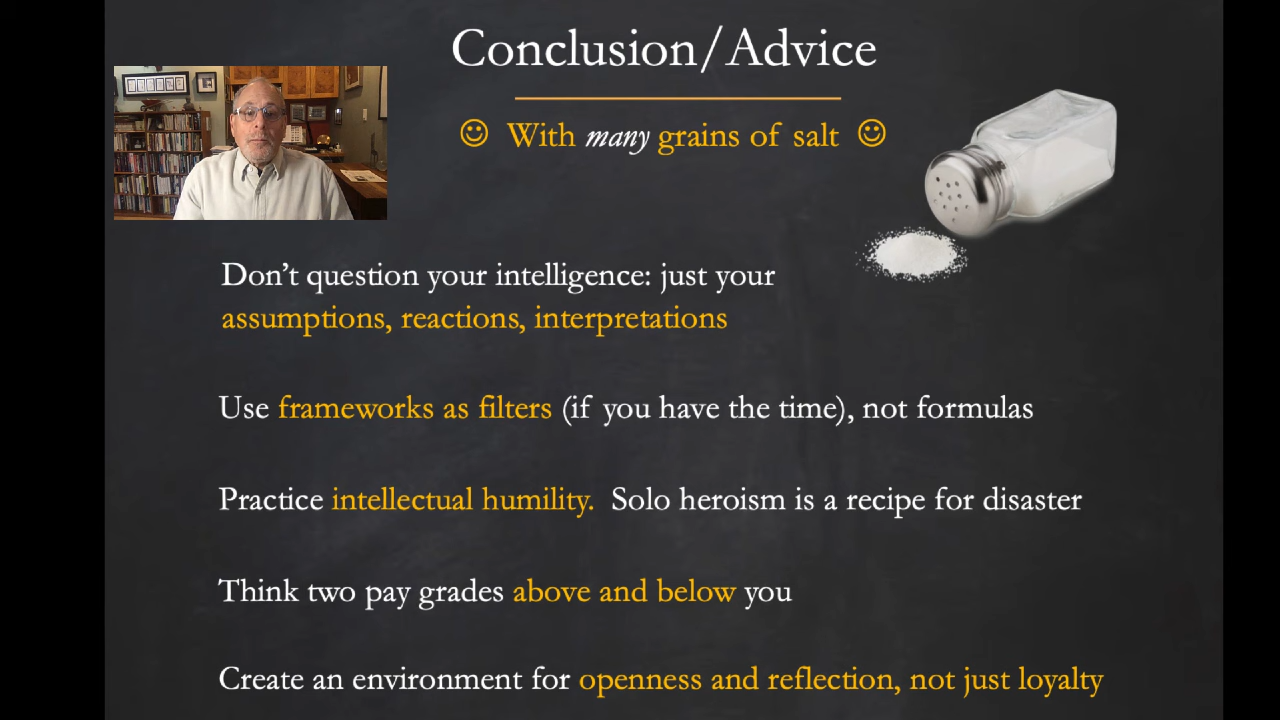 Conclusion/Advice
☺ With many grains of salt ☺
Don’t question your intelligence: just your
assumptions, reactions, interpretations
Use frameworks as filters (if you have the time), not formulas
Practice intellectual humility.  Solo heroism is a recipe for disaster
Think two pay grades above and below you
Create an environment for openness and reflection, not just loyalty